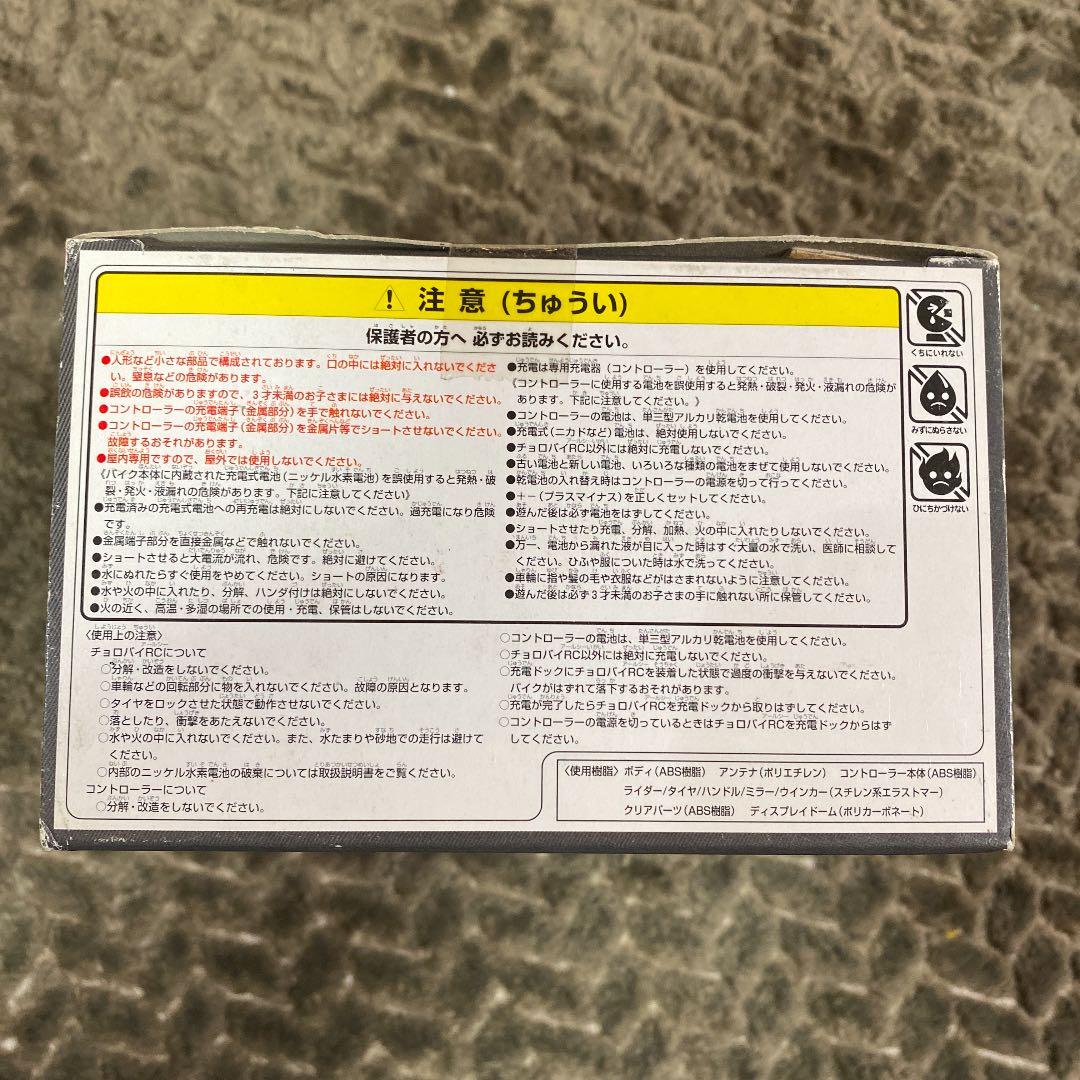 注意(ちゅうい)
保護者の方へ 必ずお読みください。
●人形など小さな部品で構成されております。口の中には絶対に入れないでくださ
い。窒息などの危険があります。
●誤飲の危険がありますので、3才未満のお子さまには絶対に与えないでください。
●コントローラーの充電端子(金属部分)を手で触れないでください。
●コントローラーの充電端子(金属部分)を金属片等でショートさせないでください。
故障するおそれがあります。
●屋内専用ですので、屋外では使用しないでください。
《バイク本体に内蔵された充電式電池(ニッケル水素電池)を誤使用すると発熱・破
裂・発火・液漏れの危険があります。下記に注意してください》
●充電済みの充電式電池への再充電は絶対にしないでください。過充電になり危険
です。
●金属端子部分を直接金属などで触れないでください。
●ショートさせると大電流が流れ、危険です。絶対に避けてください。
●水にぬれたらすぐ使用をやめてください。ショートの原因になります。
●水や火の中に入れたり、分解、ハンダ付けは絶対にしないでください。
●火の近く、高温・多湿の場所での使用・充電、保管はしないでください。
●充電は専用充電器(コントローラー)を使用してください。
《コントローラーに使用する電池を誤使用すると発熱・破裂・発火・液漏れの危険が
あります。下記に注意してください。》
●コントローラーの電池は、単三型アルカリ乾電池を使用してください。
●充電式(ニカドなど)電池は、絶対使用しないでください。
●チョロバイRC以外には絶対に充電しないでください。
●古い電池と新しい電池、いろいろな種類の電池をまぜて使用しないでください。
●乾電池の入れ替え時はコントローラーの電源を切って行ってください。
●+-(プラスマイナス)を正しくセットしてください。
●遊んだ後は必ず電池をはずしてください。
●ショートさせたり充電、分解、加熱、火の中に入れたりしないでください。
●万一、電池から漏れた液が目に入った時はすぐ大量の水で洗い、医師に相談して
ください。ひふや服についた時は水で洗ってください。
●車輪に指や髪の毛や衣服などがはさまれないように注意してください。
●遊んだ後は必ず3才未満のお子さまの手に触れない所に保管してください。
くちにいれない
みずにぬらさない
ひにちかづけない
〈使用上の注意〉
チョロバイRCについて
○分解・改造をしないでください。
○車輪などの回転部分に物を入れないでください。故障の原因となります。
○タイヤをロックさせた状態で動作させないでください。
○落としたり、衝撃をあたえないでください。
○水や火の中に入れないでください。また、水たまりや砂地での走行は避けて
ください。
○内部のニッケル水素電池の破棄については取扱説明書をご覧ください。
コントローラーについて
○分解・改造をしないでください。
○コントローラーの電池は、単三型アルカリ乾電池を使用してください。
○チョロバイRC以外には絶対に充電しないでください。
○充電ドックにチョロバイRCを装着した状態で過度の衝撃を与えないでください。
バイクがはずれて落下するおそれがあります。
○充電が完了したらチョロバイRCを充電ドックから取りはずしてください。
○コントローラーの電源を切っているときはチョロバイRCを充電ドックからはず
してください。
〈使用樹脂〉 ボディ(ABS樹脂) アンテナ(ポリエチレン) コントローラー本体(ABS樹脂)
ライダー/タイヤ/ハンドル/ミラー/ウインカー(スチレン系エラストマー)
クリアパーツ(ABS樹脂) ディスプレイドーム(ポリカーボネート)